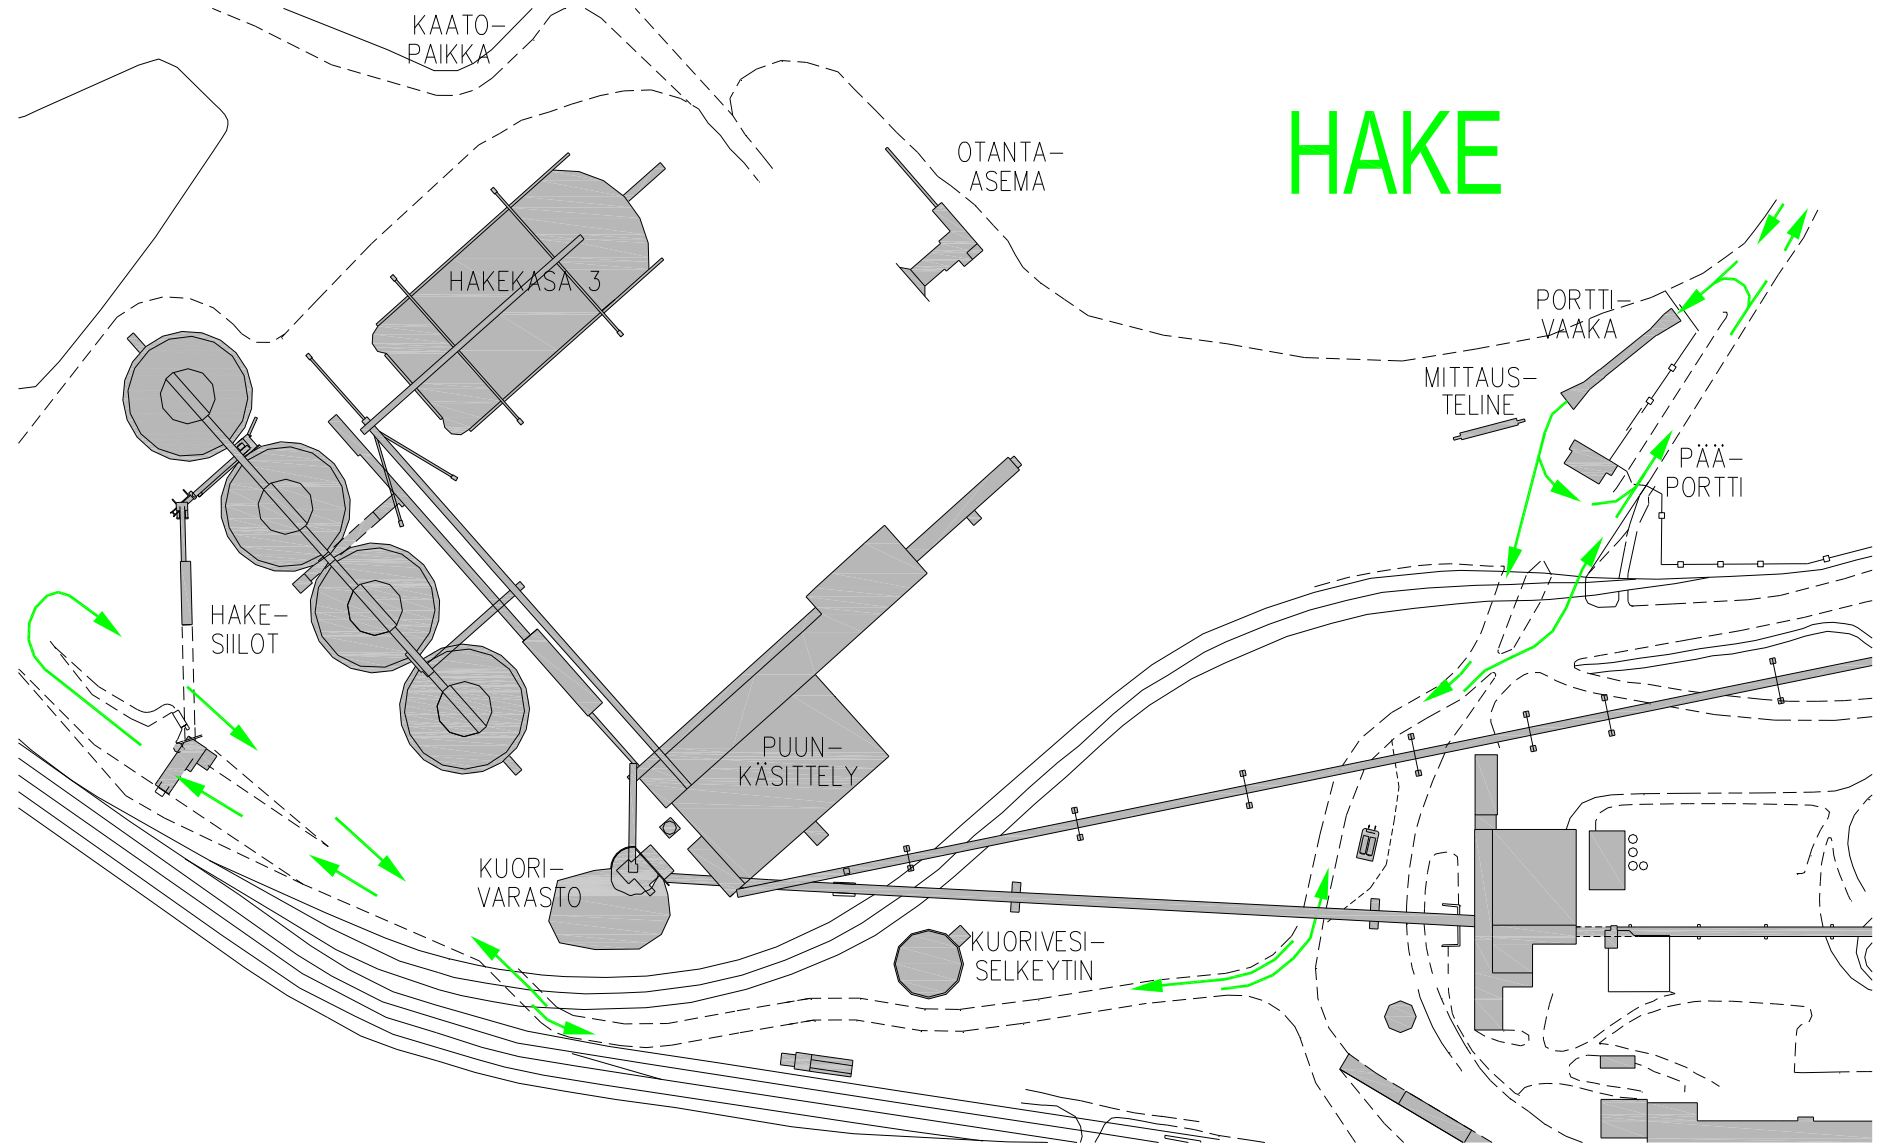 KAATO-
PAIKKA
HAKE
OTANTA-
ASEMA
HAKEKASA 3
PORTTI-
VAAKA
MITTAUS-
TELINE
PÄÄ-
PORTTI
HAKE-
SIILOT
PUUN-
KÄSITTELY
KUORI-
VARASTO
KUORIVESI-
SELKEYTIN